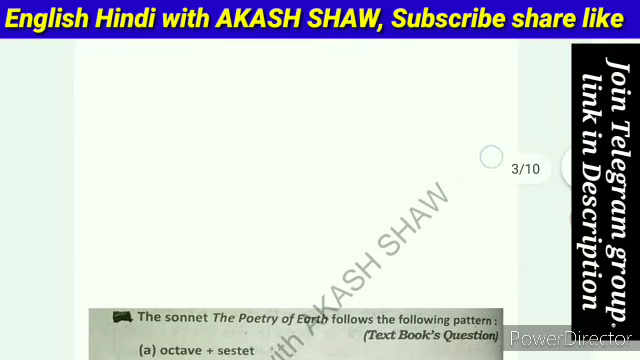 English Hindi with AKASH SHAW, Subscribe share like
Join Telegram group.
link in Description
3/10
with AKASH SHAW
The sonnet The Poetry of Earth follows the following pattern :
(Text Book's Question)
(a) octave + sestet
PowerDirector